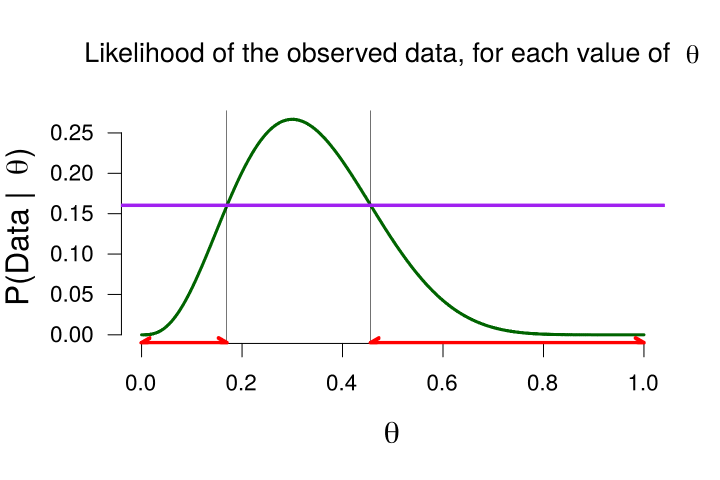 Likelihood of the observed data, for each value of θ
P(Data | θ)
0.25
0.20
0.15
0.10
0.05
0.00
0.0 0.2 0.4 0.6 0.8 1.0
θ